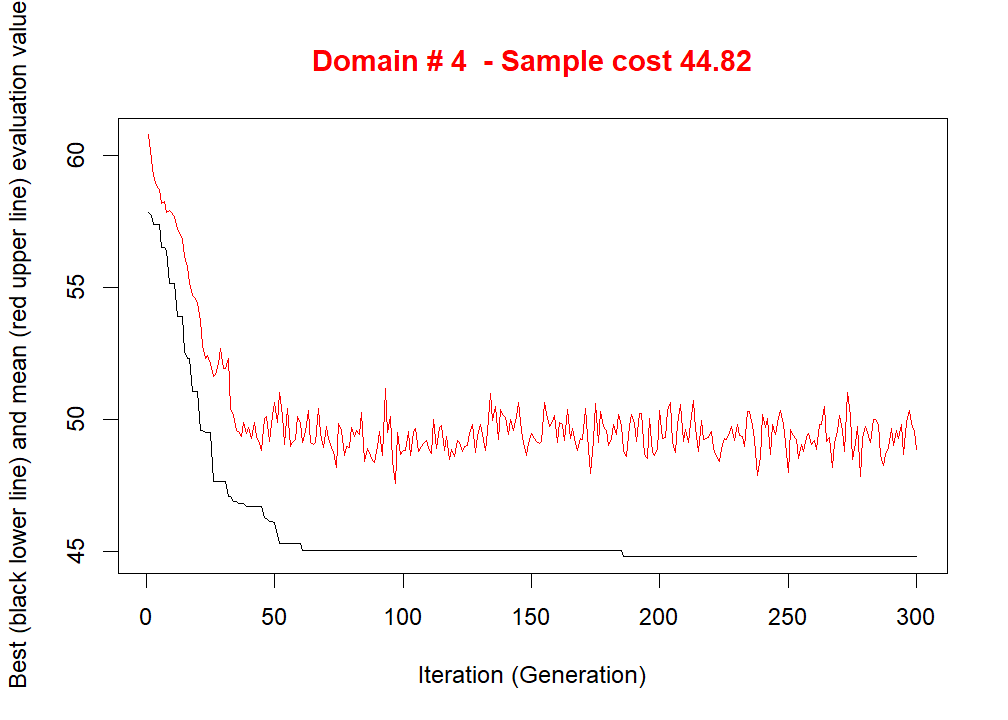 Domain # 4  - Sample cost 44.82
Best (black lower line) and mean (red upper line) evaluation value
60
55
50
45
0 50 100 150 200 250 300
Iteration (Generation)